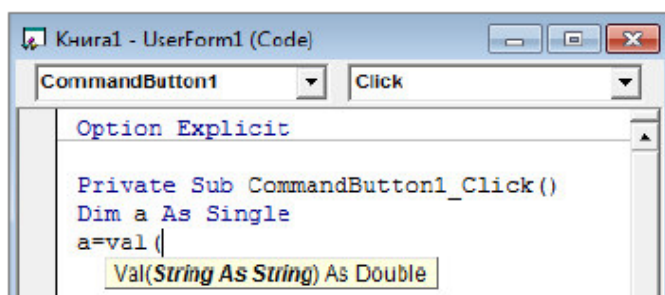 Книга1 - UserForm1 (Code)
CommandButton1 Click
Option Explicit
Private Sub CommandButton1_Click()
Dim a As Single
a=val(
Val(String As String) As Double